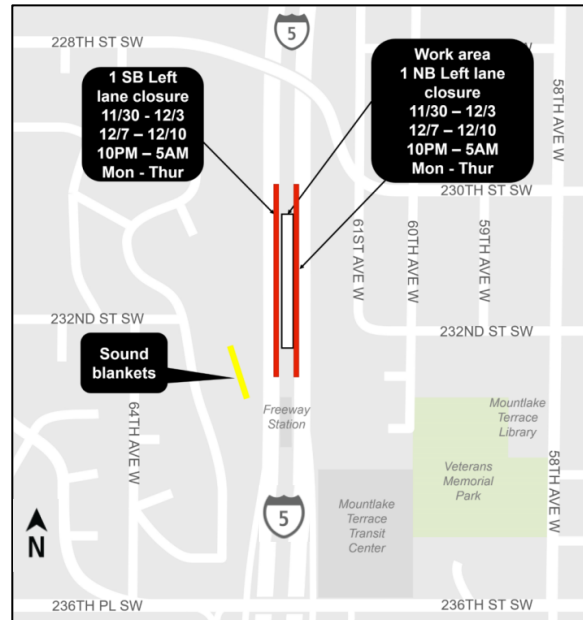 228TH ST SW
5
1 SB Left
lane closure
11/30 - 12/3
12/7 – 12/10
10PM – 5AM
Mon - Thur
Work area
1 NB Left lane
closure
11/30 – 12/3
12/7 – 12/10
10PM – 5AM
Mon - Thur
58TH AVE W
230TH ST SW
61ST AVE W
60TH AVE W
59TH AVE W
232ND ST SW
232ND ST SW
Sound
blankets
64TH AVE W
Freeway
Station
Mountlake
Terrace
Library
Veterans
Memorial
Park
58TH AVE W
5
Mountlake
Terrace
Transit
Center
N
236TH PL SW
236TH ST SW